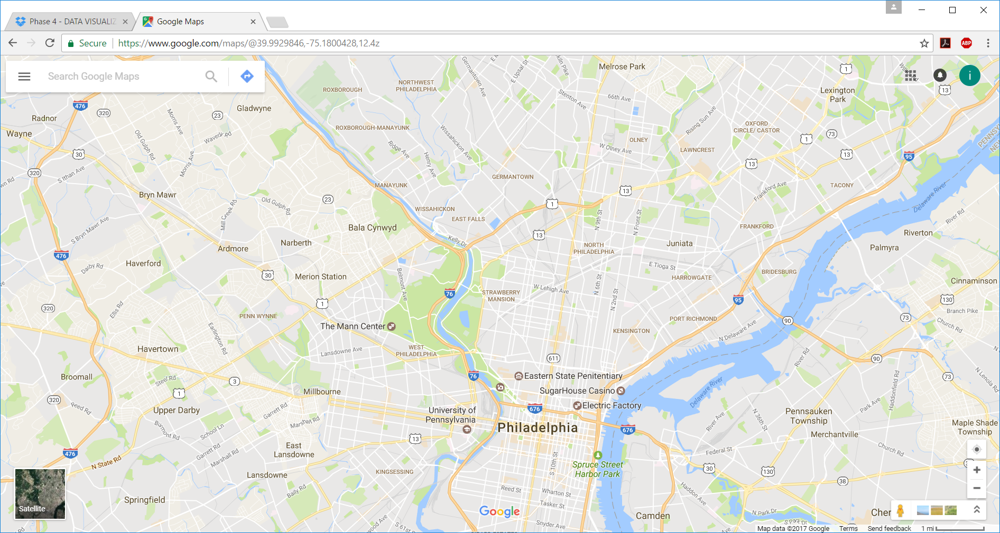 Phase 4 - DATA VISUALIZ
Google Maps
Secure
https://www.google.com/maps/@39.9929846,-75.1800428,12.4z
ABP
Search Google Maps
i
Melrose Park
Germantown Ave
E Upsal St
1
ROXBOROUGH
NORTHWEST
PHILADELPHIA
Stenton Ave
66th Ave
Lexington
Park
13
476
320
23
Gladwyne
Radnor
Morris Ave
Wayne
Old Gulph Rd
Waverly Rd
ROXBOROUGH-MANAYUNK
Wissahickon Ave
Rising Sun Ave
OXFORD
CIRCLE/ CASTOR
1
73
OLNEY
W Olney Ave
LAWNCREST
30
Ridge Ave
Henry Ave
Morris Ave
13
13
95
320
S Ithan Ave
GERMANTOWN
MANAYUNK
TACONY
Frankford Ave
Delaware River
Bryn Mawr
Old Gulph Rd
23
13
1
Mill Creek Rd
WISSAHICKON
EAST FALLS
N 9th St
N Front St
River Rd
S Bryn Mawr Ave
Bala Cynwyd
Kelly Dr
13
FRANKFORD
Riverton
Ardmore
Narberth
NORTH
PHILADELPHIA
Juniata
Palmyra
476
Haverford
Darby Rd
30
Merion Station
Belmont Ave
E Tioga St
HARROWGATE
BRIDESBURG
Cinnaminson
76
STRAWBERRY
MANSION
W Lehigh Ave
N 6th St
N 2nd St
95
130
Branch Pike
320
Ellis Rd
1
PENN WYNNE
The Mann Center
PORT RICHMOND
KENSINGTON
N Delaware Ave
90
73
Church Rd
Earlington Rd
Havertown
Lansdowne Ave
WEST
PHILADELPHIA
611
River Rd
90
Haddonfield Rd
N Lenola Rd
73
Broomall
Steel Rd
3
76
Eastern State Penitentiary
SugarHouse Casino
Delaware River
320
Reed Rd
1
Millbourne
Upper Darby
Garrett Rd
University of
Pennsylvania
676
Electric Factory
Pennsauken
Township
N 36th St
Park Ave
Bywood
Marshall Rd
School Ln
Philadelphia
676
River Ave
Merchantville
Maple Shade
Township
13
476
N State Rd
Garrett Rd
Marshall Rd
East
Lansdowne
Federal St
Church Rd
Spruce Street
Harbor Park
S 10th St
Lansdowne
KINGSESSING
30
130
38
Bally Rd
Reed St
Wharton St
Tasker St
Haddon Ave
Springfield
Satellite
Google
Snyder Ave
S 61st St
Camden
N Park Dr
S Park Dr
Cher
Map data ©2017 Google
Terms
Send feedback
1 mi